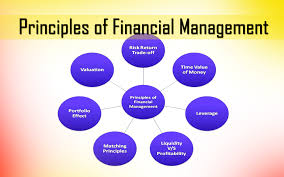 Principles of Financial Management
Risk Return
Trade-off
Time Value
of Money
Leverage
Liquidity
V/S
Profitability
Matching
Principles
Portfolio
Effect
Valuation
Principles of
Financial
Management